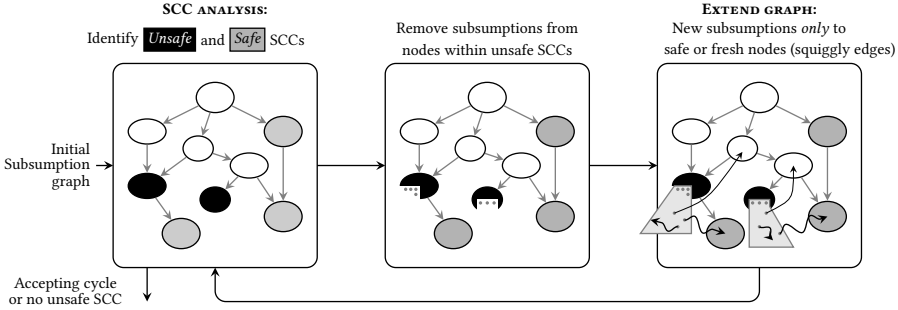 SCC ANALYSIS:
Identify Unsafe and Safe SCCs
Remove subsumptions from
nodes within unsafe SCCs
EXTEND GRAPH:
New subsumptions only to
safe or fresh nodes (squiggly edges)
Initial
Subsumption
graph
Accepting cycle
or no unsafe SCC